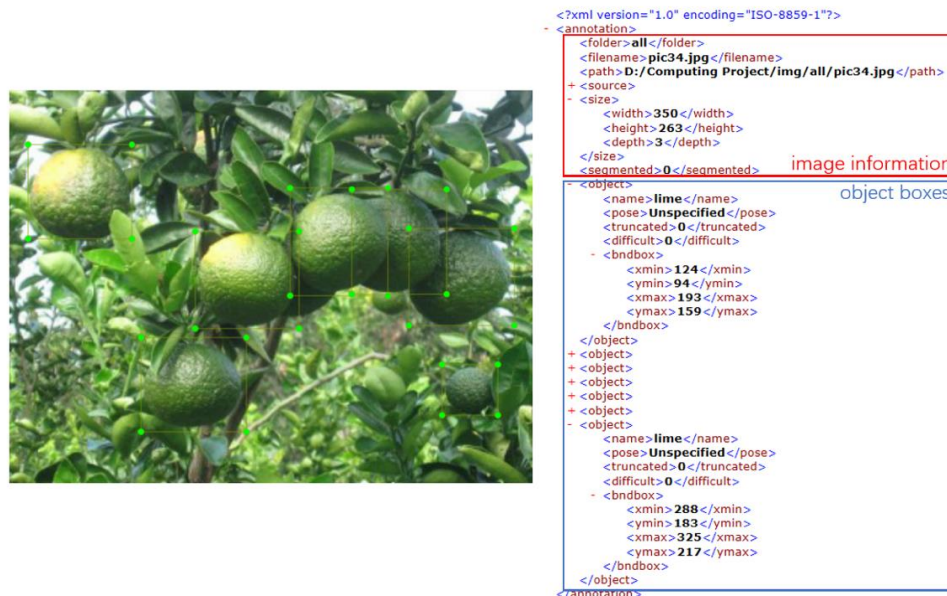 <?xml version="1.0" encoding="ISO-8859-1"?>
- <annotation>
<folder>all</folder>
<filename>pic34.jpg</filename>
<path>D:/Computing Project/img/all/pic34.jpg</path>
+ <source>
- <size>
<width>350</width>
<height>263</height>
<depth>3</depth>
</size>
image information
<segmented>0</segmented>
- <object>
object boxes
<name>lime</name>
<pose>Unspecified</pose>
<truncated>0</truncated>
<difficult>0</difficult>
- <bndbox>
<xmin>124</xmin>
<ymin>94</ymin>
<xmax>193</xmax>
<ymax>159</ymax>
</bndbox>
</object>
+ <object>
+ <object>
+ <object>
+ <object>
+ <object>
- <object>
<name>lime</name>
<pose>Unspecified</pose>
<truncated>0</truncated>
<difficult>0</difficult>
- <bndbox>
<xmin>288</xmin>
<ymin>183</ymin>
<xmax>325</xmax>
<ymax>217</ymax>
</bndbox>
</object>
</annotation>